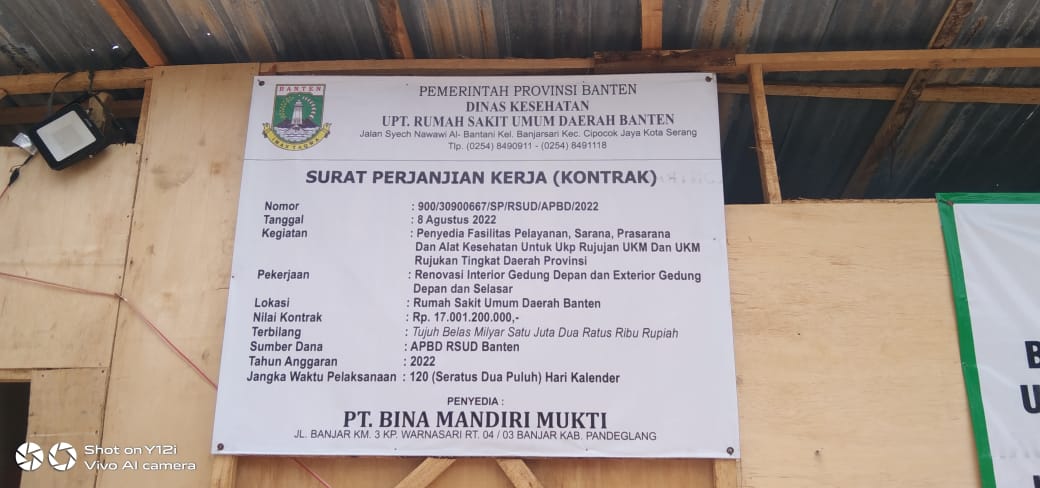 BANTEN
IMAN TAQWA
PEMERINTAH PROVINSI BANTEN
DINAS KESEHATAN
UPT. RUMAH SAKIT UMUM DAERAH BANTEN
Jalan Syech Nawawi Al- Bantani Kel. Banjarsari Kec. Cipocok Jaya Kota Serang
Tlp. (0254) 8490911 - (0254) 8491118
SURAT PERJANJIAN KERJA (KONTRAK)
Nomor : 900/30900667/SP/RSUD/APBD/2022
Tanggal : 8 Agustus 2022
Kegiatan : Penyedia Fasilitas Pelayanan, Sarana, Prasarana
Dan Alat Kesehatan Untuk Ukp Rujujan UKM Dan UKM
Rujukan Tingkat Daerah Provinsi
Pekerjaan : Renovasi Interior Gedung Depan dan Exterior Gedung
Depan dan Selasar
Lokasi : Rumah Sakit Umum Daerah Banten
Nilai Kontrak : Rp. 17.001.200.000,-
Terbilang : Tujuh Belas Milyar Satu Juta Dua Ratus Ribu Rupiah
Sumber Dana : APBD RSUD Banten
Tahun Anggaran : 2022
Jangka Waktu Pelaksanaan : 120 (Seratus Dua Puluh) Hari Kalender
PENYEDIA :
PT. BINA MANDIRI MUKTI
JL. BANJAR KM. 3 KP. WARNASARI RT. 04 / 03 BANJAR KAB. PANDEGLANG
B
U
Shot on Y12i
Vivo AI camera